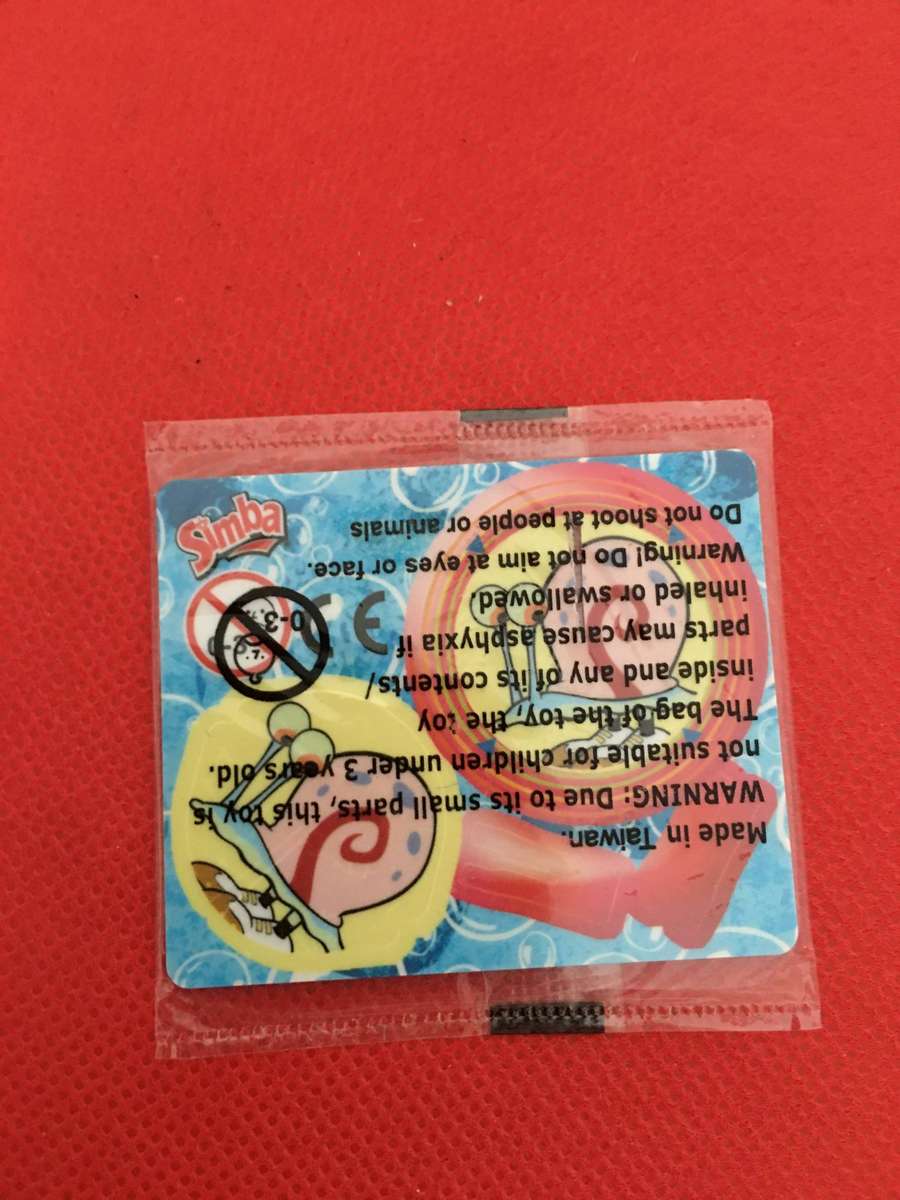 Simba
0-3
0-3
CE
Made in Taiwan.
WARNING: Due to its small parts, this toy is
not suitable for children under 3 years old.
The bag of the toy, the toy
inside and any of its contents/
parts may cause asphyxia if
inhaled or swallowed.
Warning! Do not aim at eyes or face.
Do not shoot at people or animals